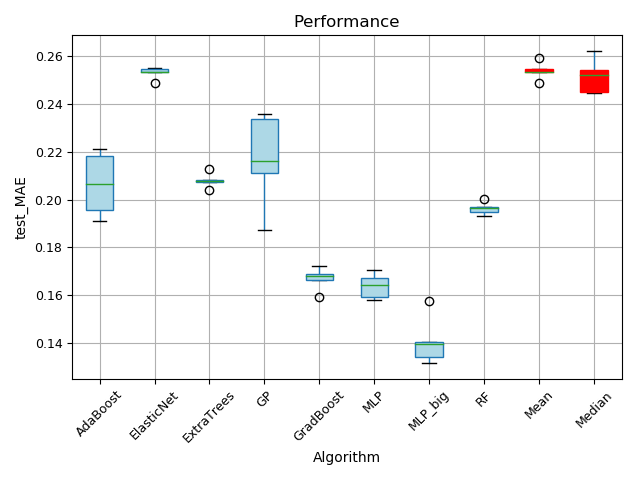 Performance
test_MAE
0.26
0.24
0.22
0.20
0.18
0.16
0.14
AdaBoost
ElasticNet
ExtraTrees
GP
GradBoost
MLP
MLP_big
RF
Mean
Median
Algorithm